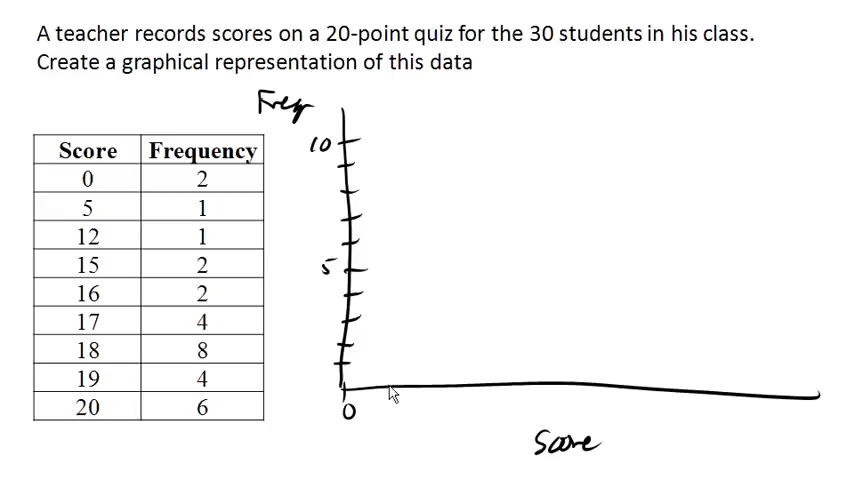 A teacher records scores on a 20-point quiz for the 30 students in his class.
Create a graphical representation of this data
Freq
10
Score Frequency
0 2
5 1
12 1
15 2
5
16 2
17 4
18 8
19 4
20 6
0
Score